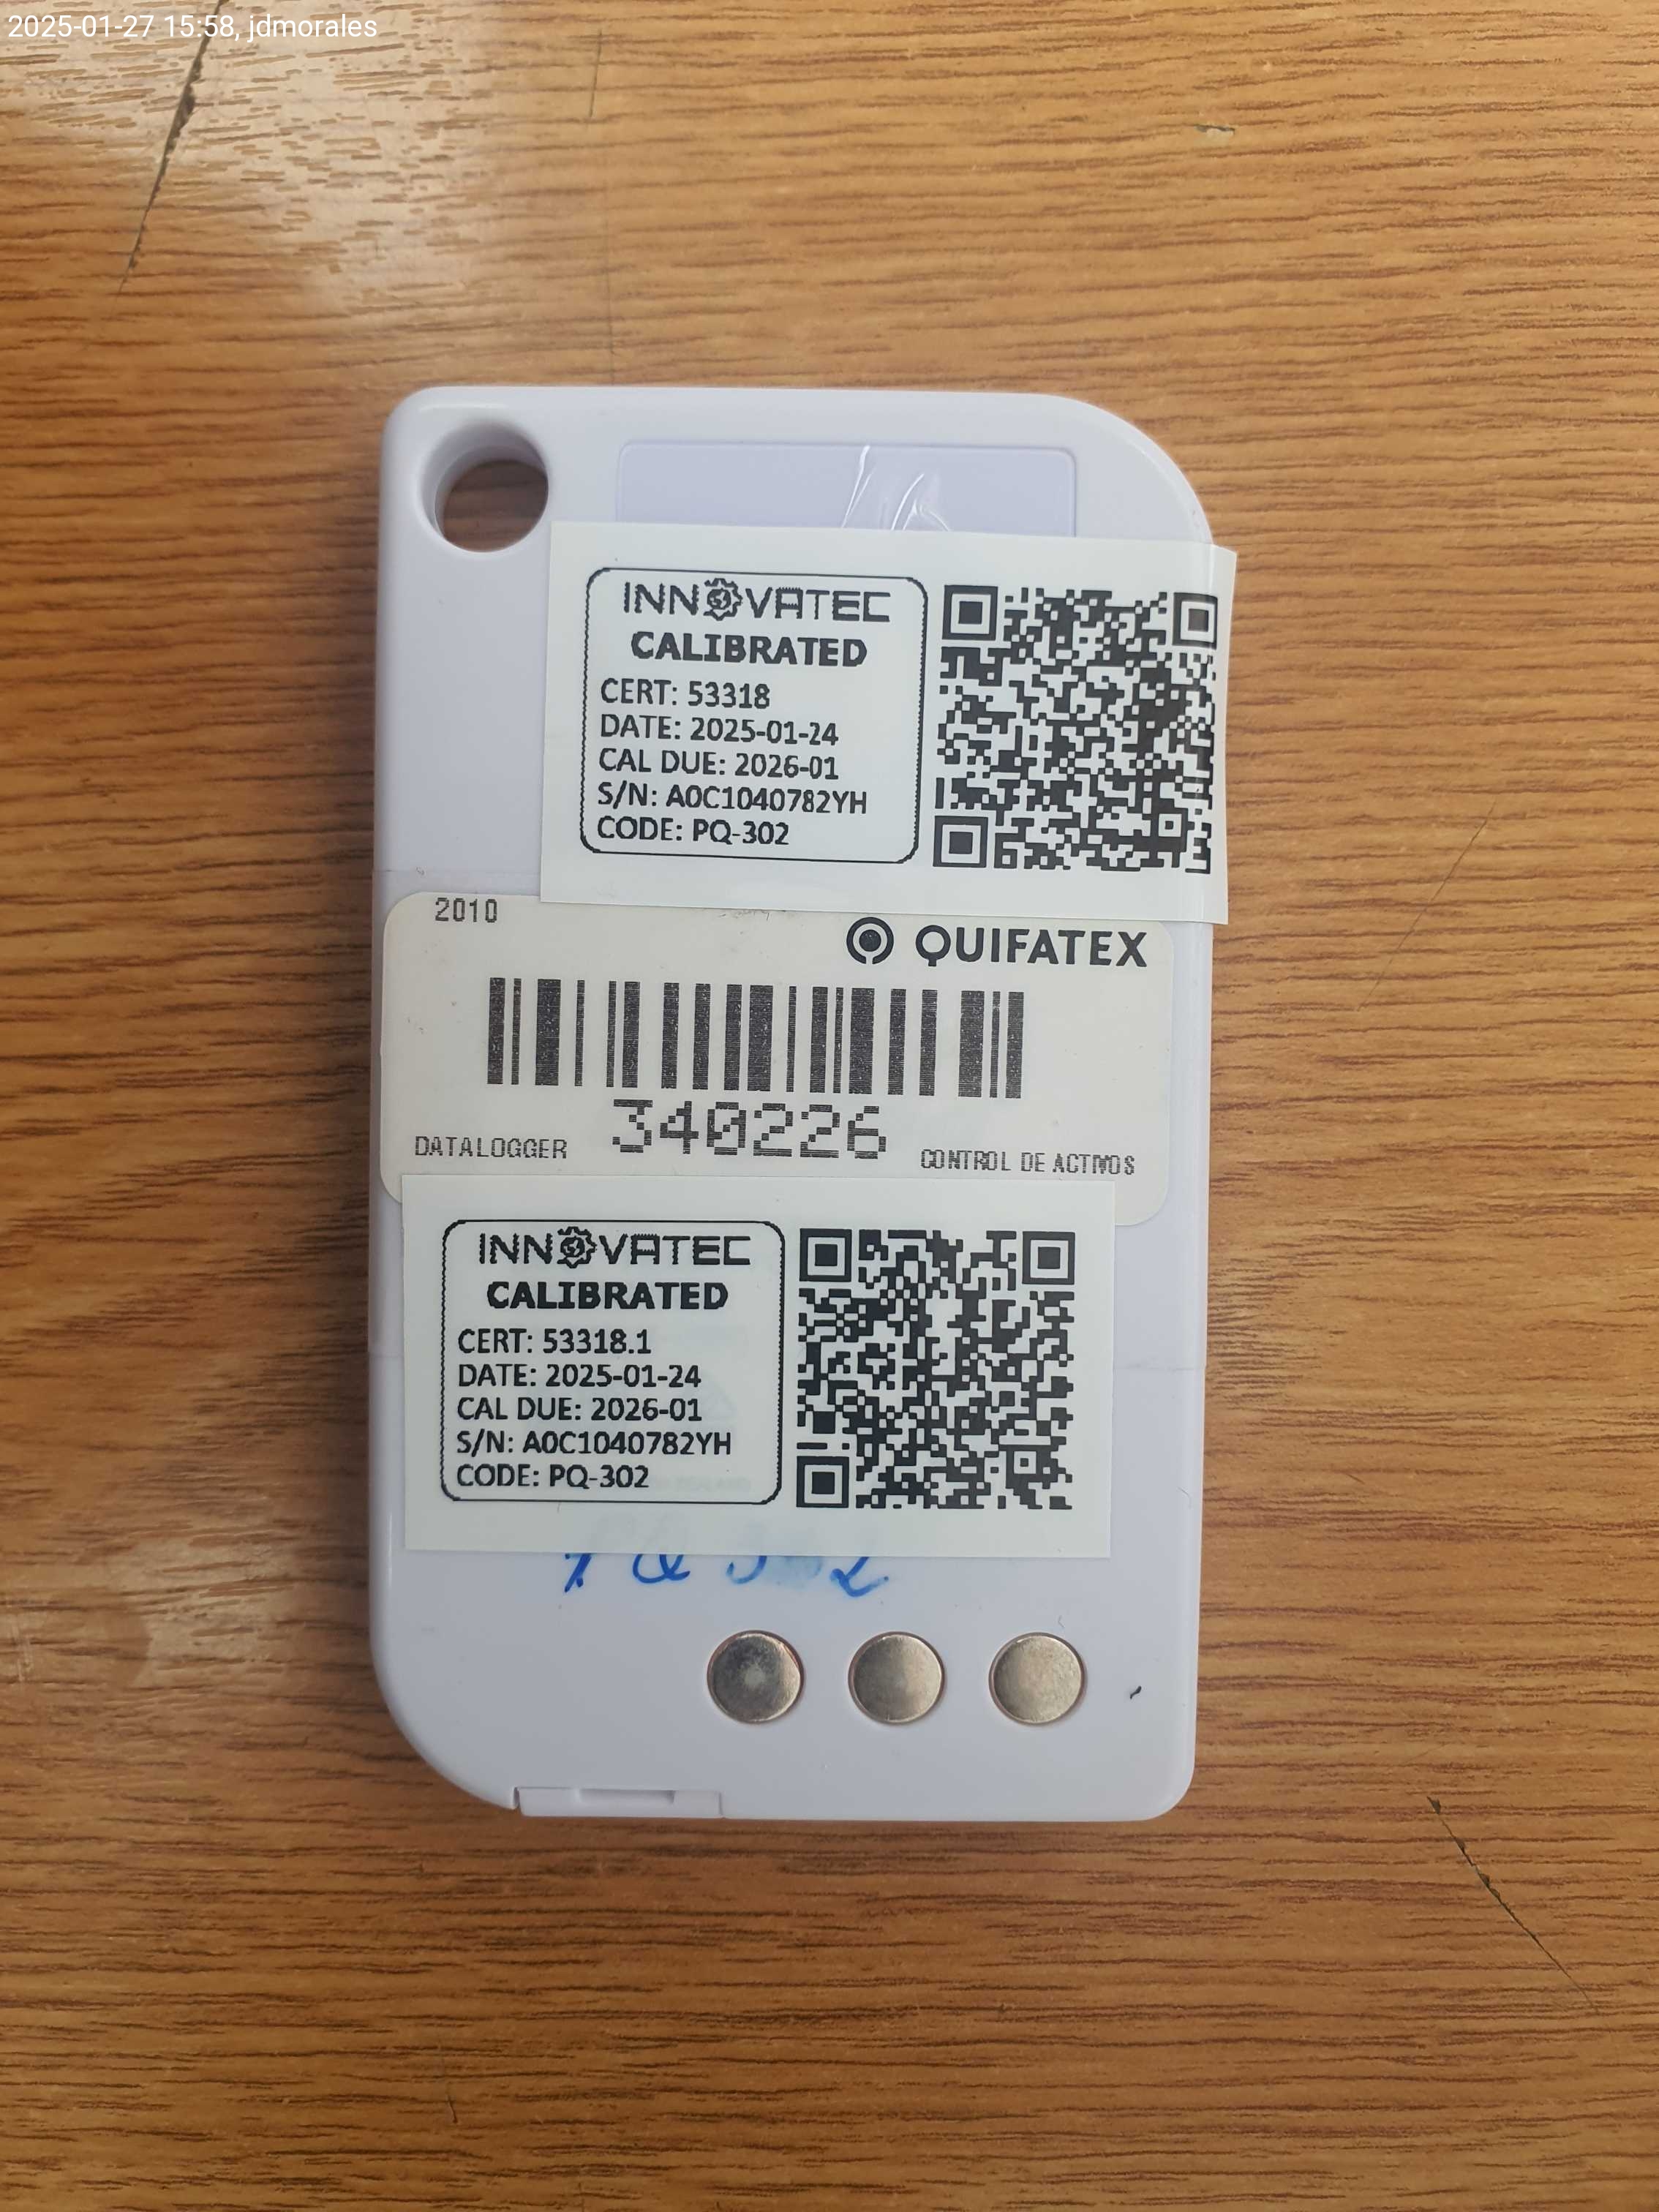 2025-01-27 15:58, jdmorales
INNOVATEC
CALIBRATED
CERT: 53318
DATE: 2025-01-24
CAL DUE: 2026-01
S/N: A0C1040782YH
CODE: PQ-302
2010
QUIFATEX
340226
DATALOGGER
CONTROL DE ACTIVOS
INNOVATEC
CALIBRATED
CERT: 53318.1
DATE: 2025-01-24
CAL DUE: 2026-01
S/N: A0C1040782YH
CODE: PQ-302